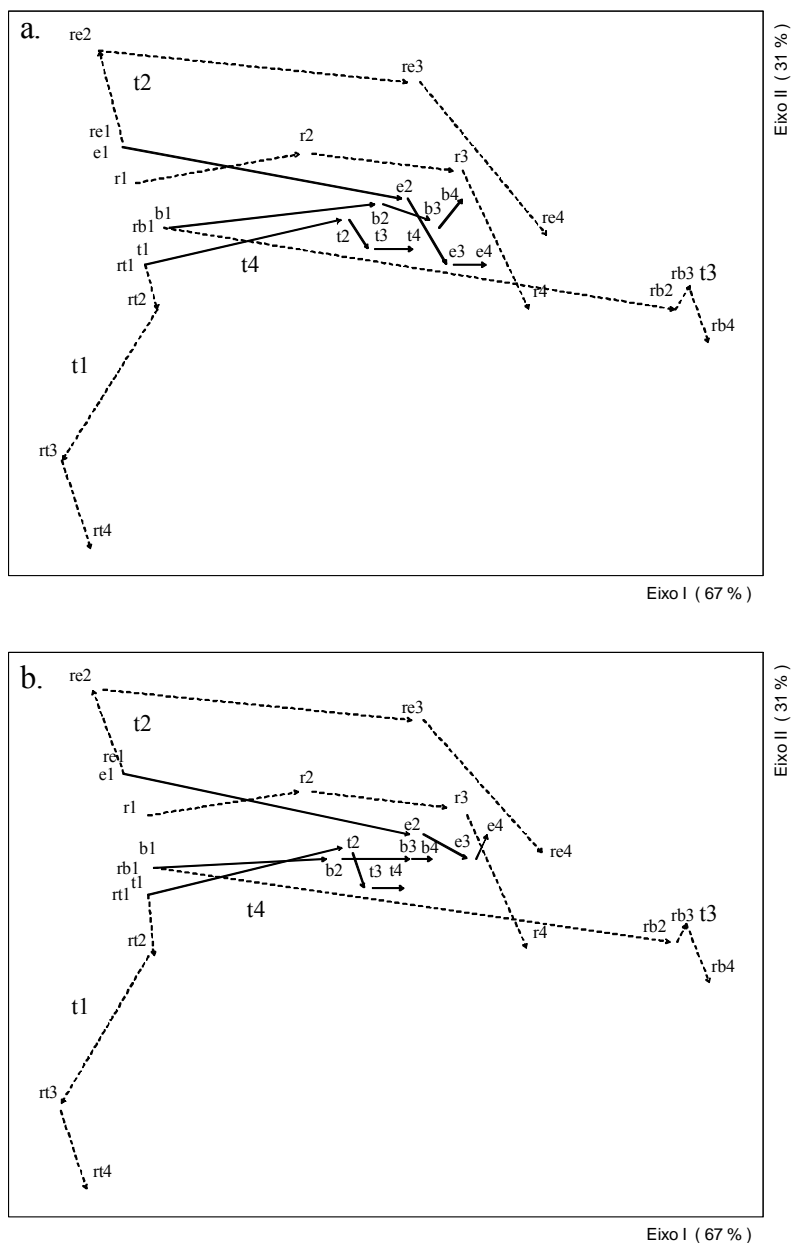 a.
re2
t2
re3
re1
e1
r2
r1
r3
e2
b4
b1
b2
b3
re4
rb1
t2
t3
t4
t1
t4
e3
e4
rt1
rb3
t3
rb2
rt2
r4
rb4
t1
rt3
rt4
Eixo II ( 31 % )
Eixo I ( 67 % )
b.
re2
t2
re3
re1
e1
r2
r1
r3
e2
e4
b1
t2
b3
b4
e3
re4
rb1
b2
t3
t4
t1
rt1
t4
rb3
t3
rb2
rt2
r4
rb4
t1
rt3
rt4
Eixo II ( 31 % )
Eixo I ( 67 % )